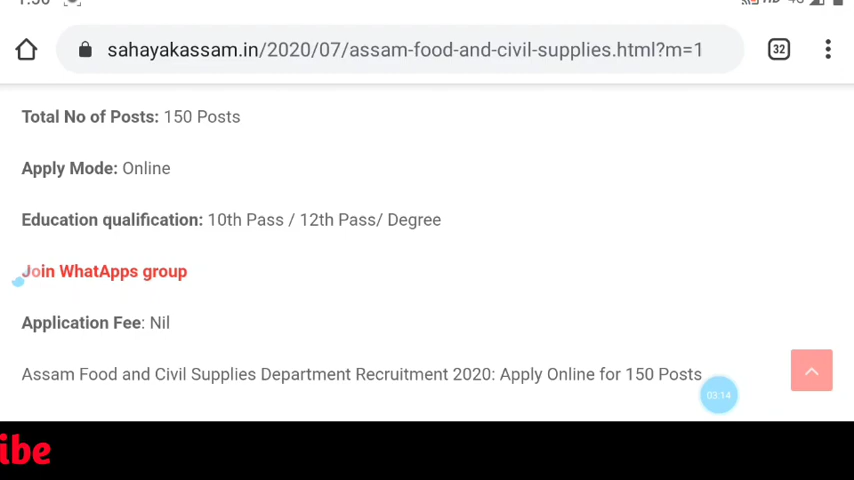 sahayakassam.in/2020/07/assam-food-and-civil-supplies.html?m=1
32
Total No of Posts: 150 Posts
Apply Mode: Online
Education qualification: 10th Pass / 12th Pass/ Degree
Join WhatApps group
Application Fee: Nil
Assam Food and Civil Supplies Department Recruitment 2020: Apply Online for 150 Posts
03:14
ibe